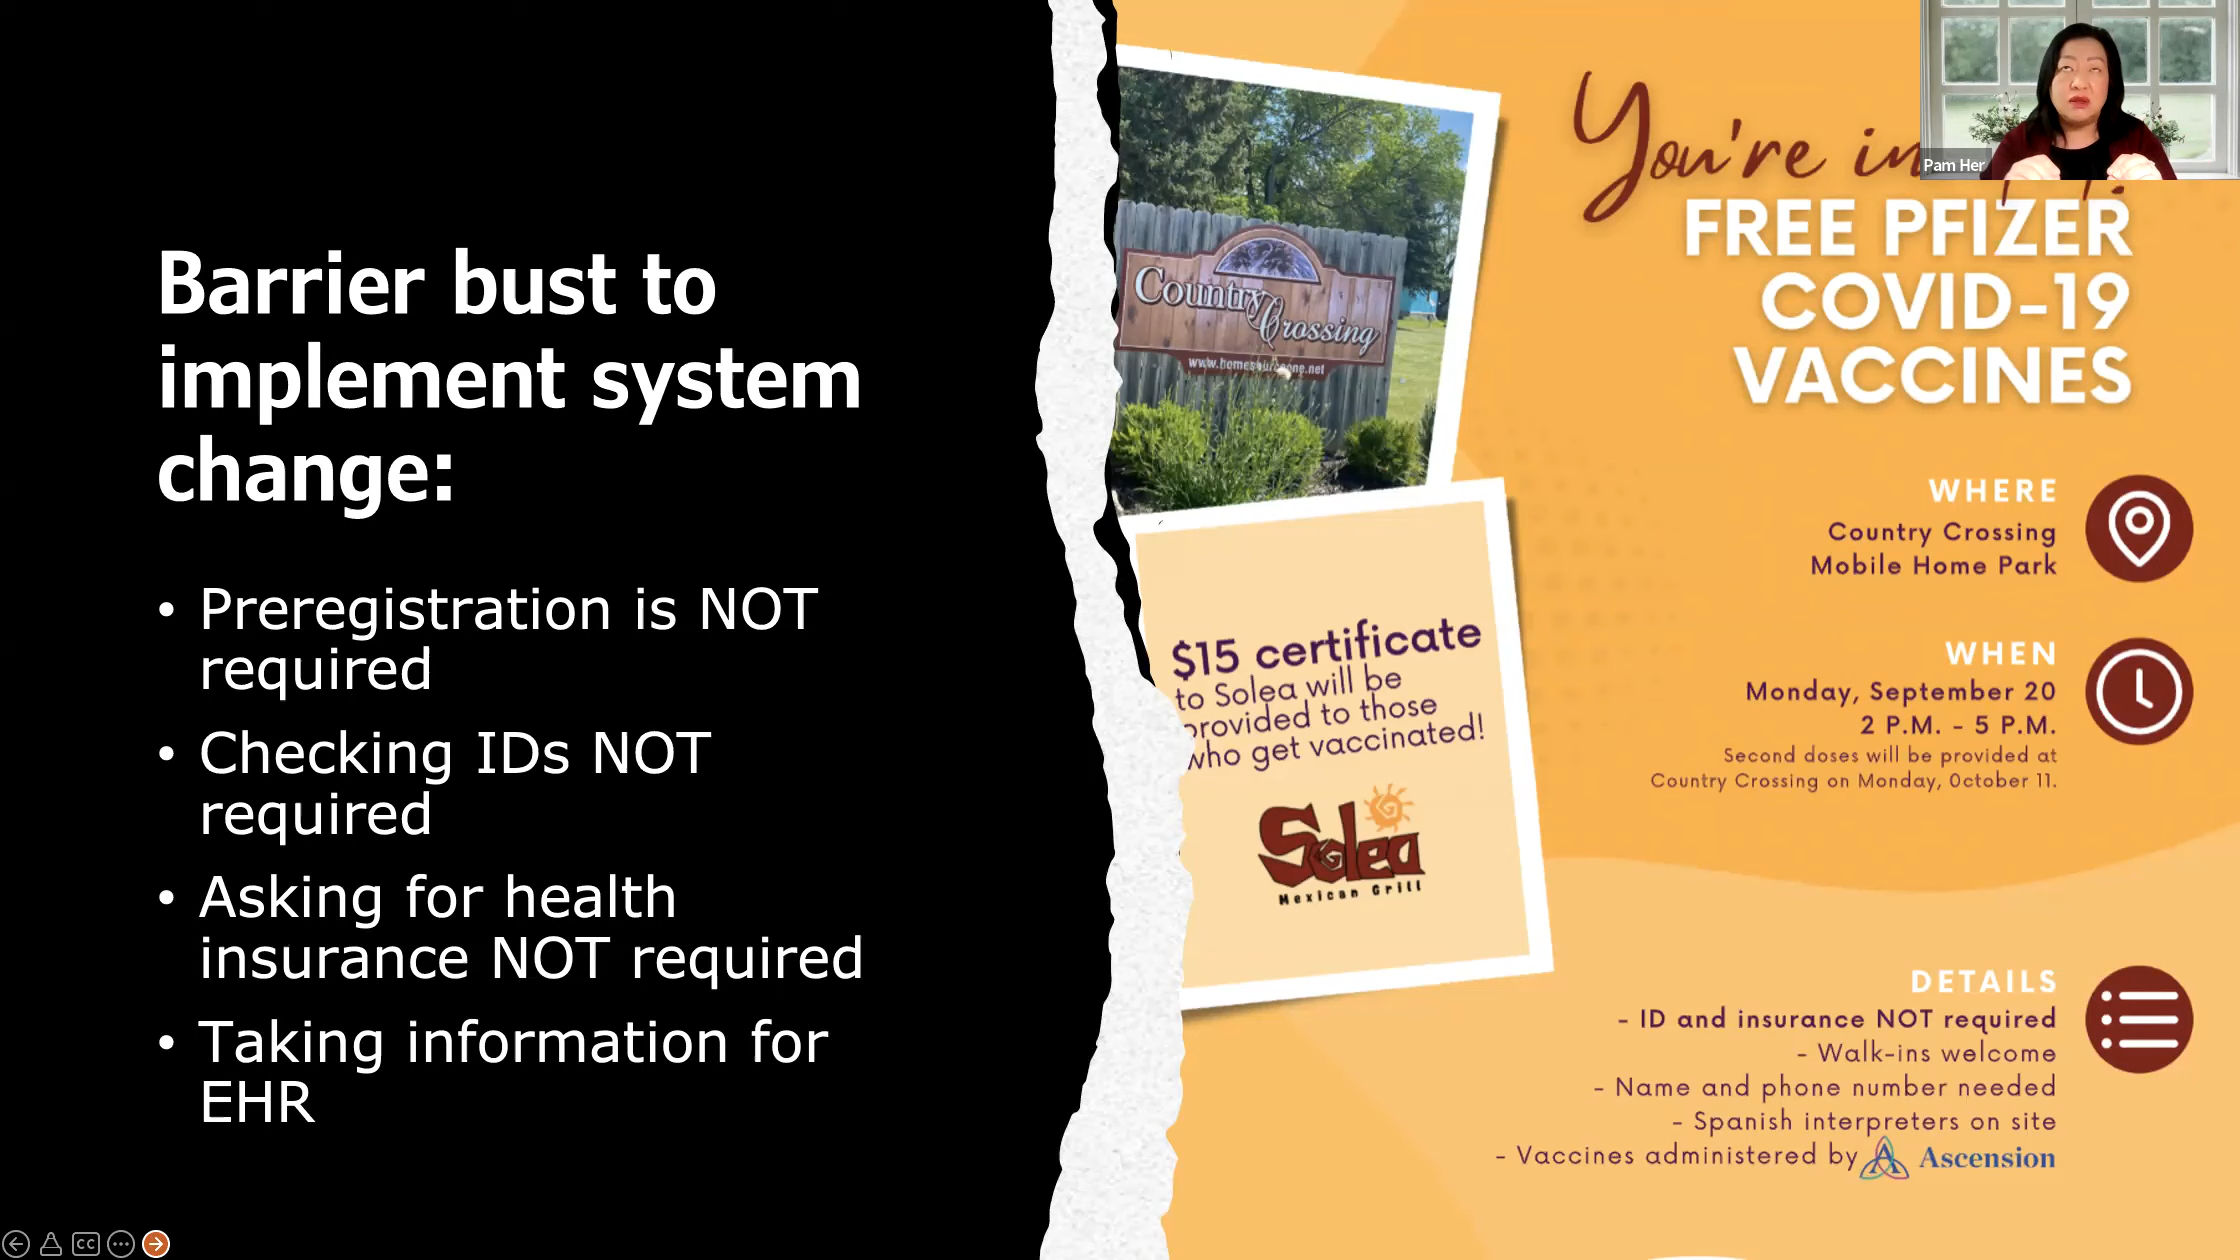 Barrier bust to
implement system
change:
• Preregistration is NOT
required
• Checking IDs NOT
required
• Asking for health
insurance NOT required
• Taking information for
EHR
Country
Crossing
$15 certificate
to Solea will be
provided to those
who get vaccinated!
Solea
Mexican Grill
You're
FREE PFIZER
COVID-19
VACCINES
WHERE
Country Crossing
Mobile Home Park
WHEN
Monday, September 20
2 P.M. - 5 P.M.
Second doses will be provided at
Country Crossing on Monday, October 11.
DETAILS
- ID and insurance NOT required
- Walk-ins welcome
- Name and phone number needed
- Spanish interpreters on site
- Vaccines administered by Ascension
Pam Her
CC